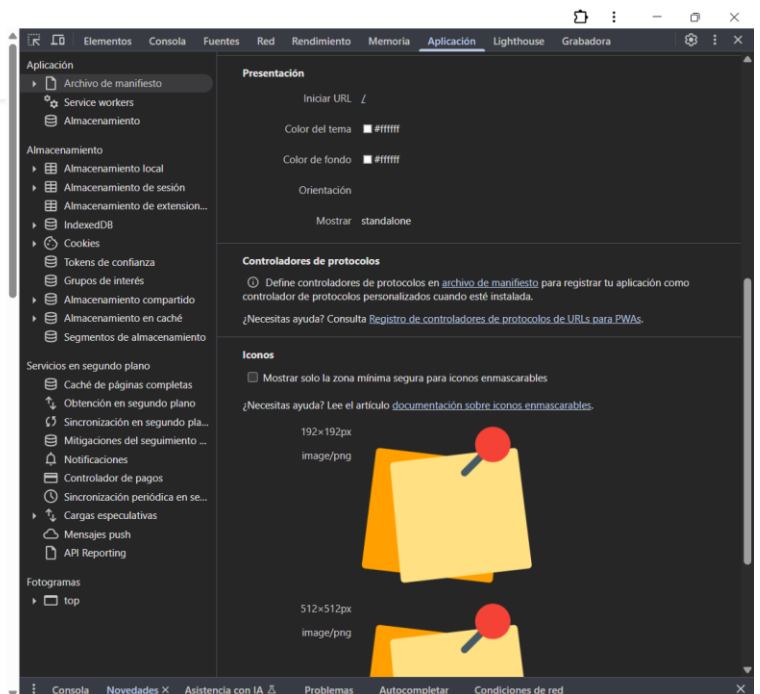 Elementos Consola Fuentes Red Rendimiento Memoria Aplicación Lighthouse Grabadora
Aplicación
Archivo de manifiesto
Service workers
Almacenamiento
Almacenamiento
Almacenamiento local
Almacenamiento de sesión
Almacenamiento de extension...
IndexedDB
Cookies
Tokens de confianza
Grupos de interés
Almacenamiento compartido
Almacenamiento en caché
Segmentos de almacenamiento
Servicios en segundo plano
Caché de páginas completas
Obtención en segundo plano
Sincronización en segundo pla...
Mitigaciones del seguimiento ...
Notificaciones
Controlador de pagos
Sincronización periódica en se...
Cargas especulativas
Mensajes push
API Reporting
Fotogramas
top
Presentación
Iniciar URL /
Color del tema #ffffff
Color de fondo #ffffff
Orientación
Mostrar standalone
Controladores de protocolos
Define controladores de protocolos en archivo de manifiesto para registrar tu aplicación como
controlador de protocolos personalizados cuando esté instalada.
¿Necesitas ayuda? Consulta Registro de controladores de protocolos de URLs para PWAs.
Iconos
Mostrar solo la zona mínima segura para iconos enmascarables
¿Necesitas ayuda? Lee el artículo documentación sobre iconos enmascarables.
192×192px
image/png
512×512px
image/png
Consola Novedades × Asistencia con IA Problemas Autocompletar Condiciones de red